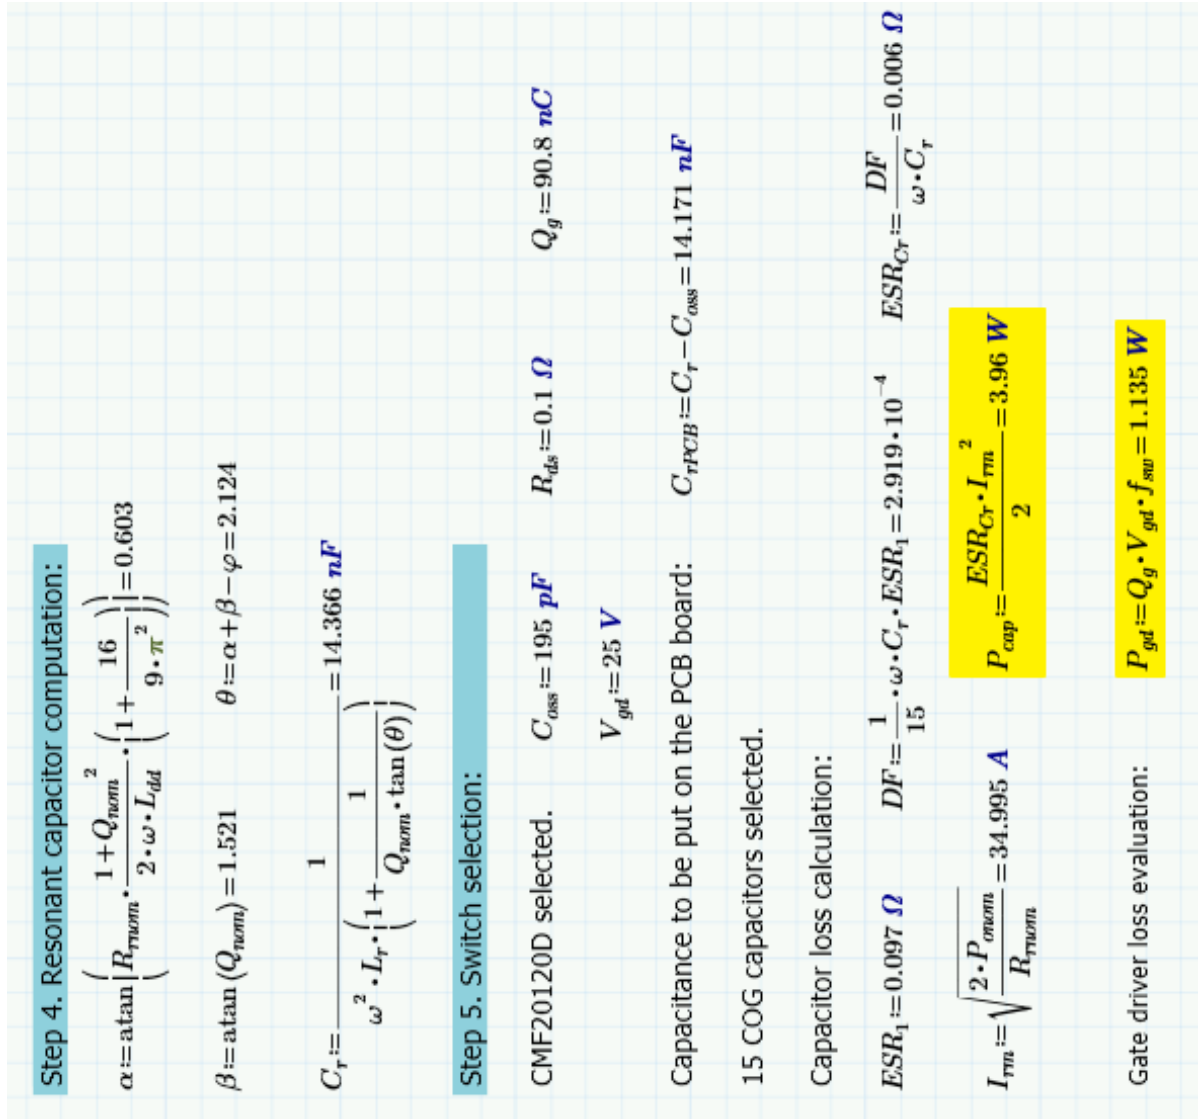 Step 4. Resonant capacitor computation:
α:=atan(R_rnom•(1+Q_nom^2)/(2•ω•L_dd)•(1+16/(9•π^2)))=0.603
β:=atan(Q_nom)=1.521 θ:=α+β−φ=2.124
C_r:=1/(ω^2•L_r•(1+1/(Q_nom•tan(θ))))=14.366 nF
Step 5. Switch selection:
CMF20120D selected. C_oss:=195 pF R_ds:=0.1 Ω Q_g:=90.8 nC
V_gd:=25 V
Capacitance to be put on the PCB board: C_rPCB:=C_r−C_oss=14.171 nF
15 COG capacitors selected.
Capacitor loss calculation:
ESR_1:=0.097 Ω DF:=1/15•ω•C_r•ESR_1=2.919•10^−4 ESR_Cr:=DF/(ω•C_r)=0.006 Ω
I_rm:=√(2•P_onom/R_rnom)=34.995 A P_cap:=(ESR_Cr•I_rm^2)/2=3.96 W
Gate driver loss evaluation: P_gd:=Q_g•V_gd•f_sw=1.135 W